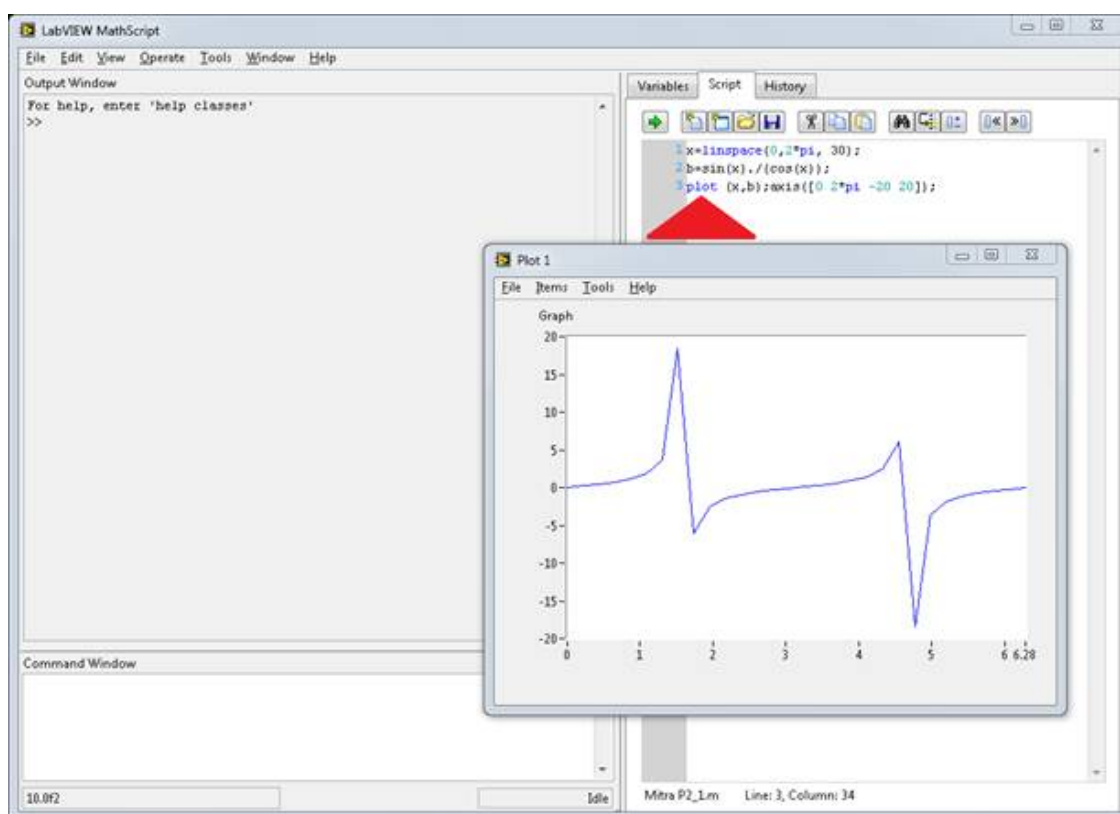 LabVIEW MathScript
File Edit View Operate Tools Window Help
Output Window
For help, enter 'help classes'
>>
Variables Script History
1 x=linspace(0,2*pi, 30);
2 b=sin(x)./(cos(x));
3 plot (x,b);axis([0 2*pi -20 20]);
Plot 1
File Items Tools Help
Graph
20
15
10
5
0
-5
-10
-15
-20
0 1 2 3 4 5 6 6.28
Command Window
10.0f2 Idle
Mitra P2_1.m Line: 3, Column: 34